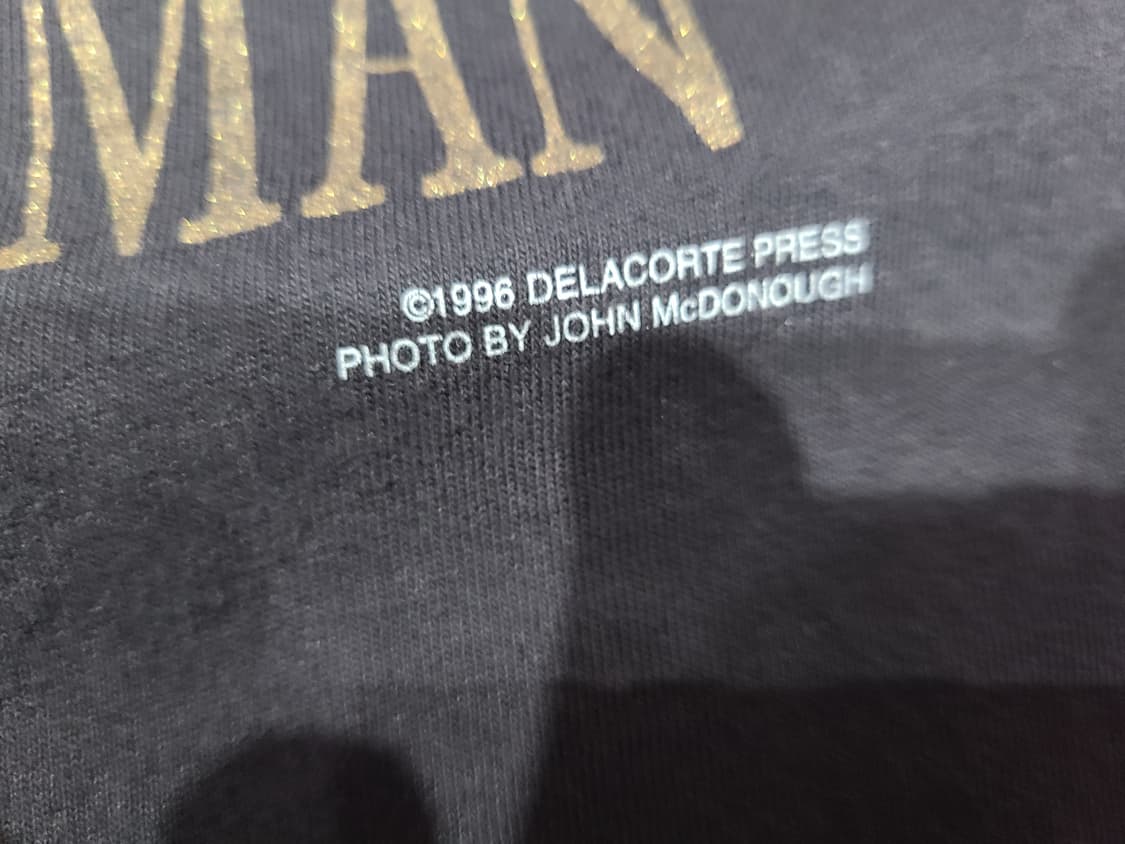 MAN
©1996 DELACORTE PRESS
PHOTO BY JOHN McDONOUGH